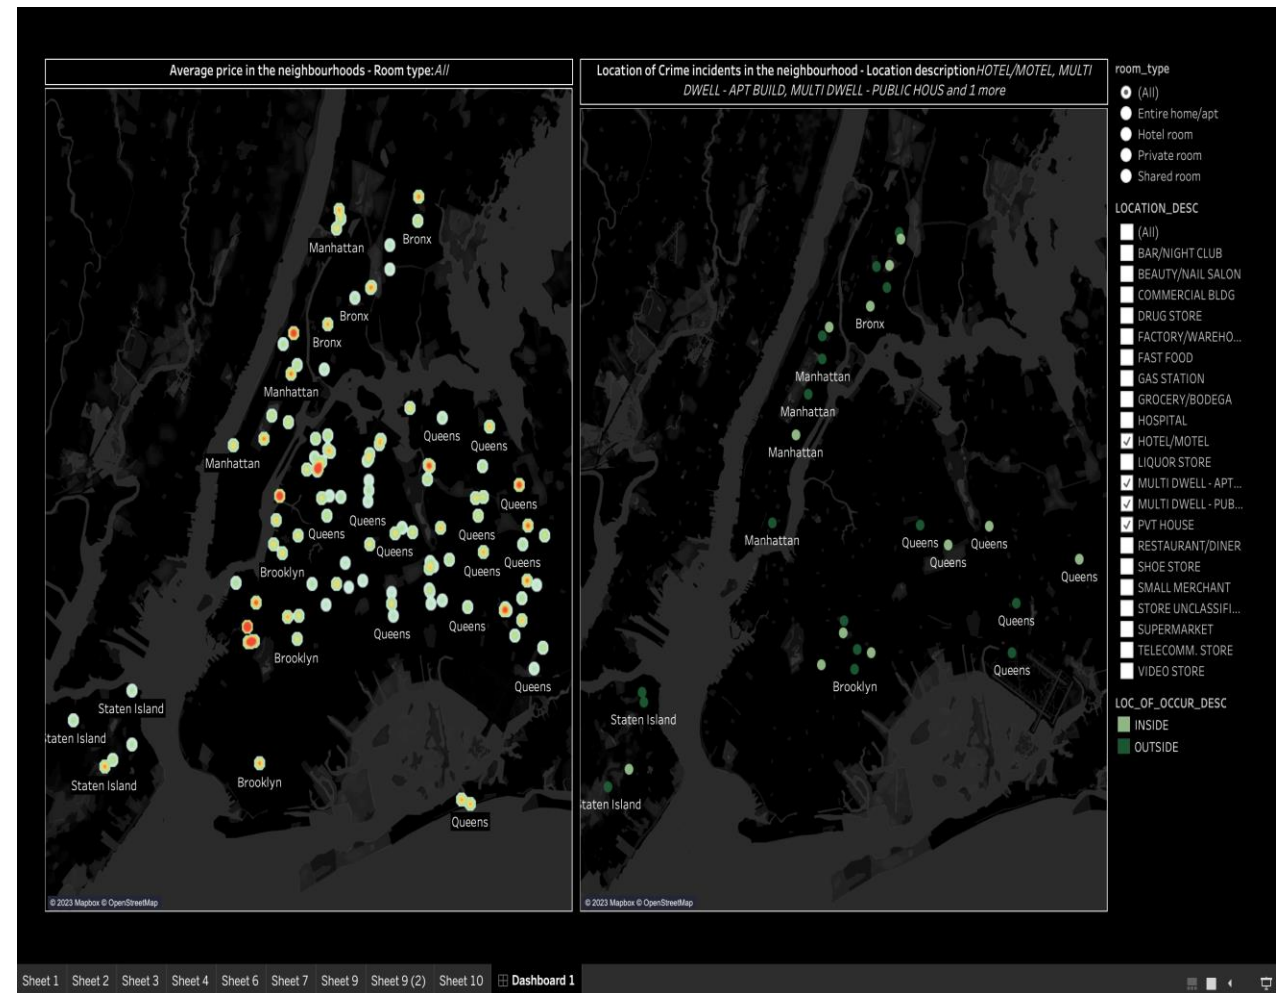 Average price in the neighbourhoods - Room type:All
Manhattan
Bronx
Bronx
Bronx
Manhattan
Queens
Queens
Manhattan
Queens
Queens
Queens
Queens
Queens
Queens
Queens
Brooklyn
Queens
Queens
Brooklyn
Queens
Staten Island
taten Island
Staten Island
Brooklyn
Queens
© 2023 Mapbox © OpenStreetMap
Location of Crime incidents in the neighbourhood - Location descriptionHOTEL/MOTEL, MULTI
DWELL - APT BUILD, MULTI DWELL - PUBLIC HOUS and 1 more
Bronx
Manhattan
Manhattan
Manhattan
Manhattan
Queens
Queens
Queens
Queens
Queens
Queens
Brooklyn
Staten Island
taten Island
© 2023 Mapbox © OpenStreetMap
room_type
(All)
Entire home/apt
Hotel room
Private room
Shared room
LOCATION_DESC
(All)
BAR/NIGHT CLUB
BEAUTY/NAIL SALON
COMMERCIAL BLDG
DRUG STORE
FACTORY/WAREHO...
FAST FOOD
GAS STATION
GROCERY/BODEGA
HOSPITAL
HOTEL/MOTEL
LIQUOR STORE
MULTI DWELL - APT...
MULTI DWELL - PUB...
PVT HOUSE
RESTAURANT/DINER
SHOE STORE
SMALL MERCHANT
STORE UNCLASSIFI...
SUPERMARKET
TELECOMM. STORE
VIDEO STORE
LOC_OF_OCCUR_DESC
INSIDE
OUTSIDE
Sheet 1 Sheet 2 Sheet 3 Sheet 4 Sheet 6 Sheet 7 Sheet 9 Sheet 9 (2) Sheet 10 Dashboard 1